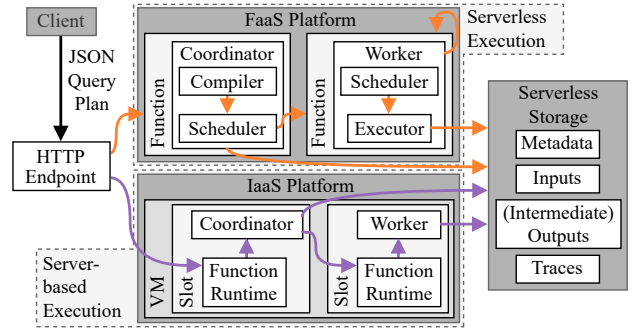 Client
JSON
Query
Plan
HTTP
Endpoint
FaaS Platform
Function
Coordinator
Compiler
Scheduler
Function
Worker
Scheduler
Executor
Serverless
Execution
IaaS Platform
VM
Slot
Coordinator
Function
Runtime
Slot
Worker
Function
Runtime
Server-
based
Execution
Serverless
Storage
Metadata
Inputs
(Intermediate)
Outputs
Traces